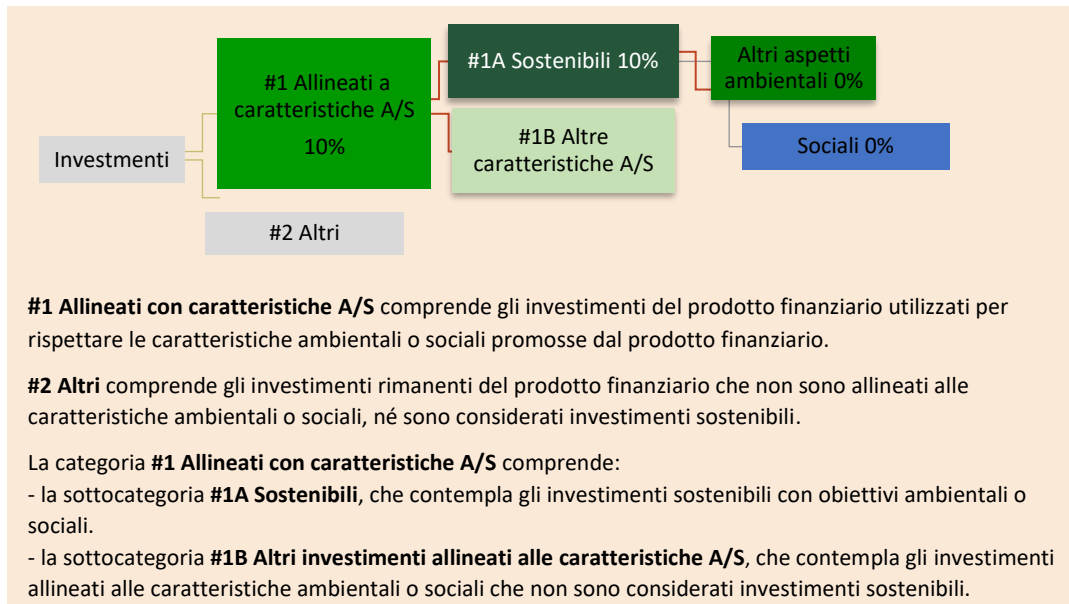 Investmenti
#1 Allineati a
caratteristiche A/S
10%
#2 Altri
#1A Sostenibili 10%
#1B Altre
caratteristiche A/S
Altri aspetti
ambientali 0%
Sociali 0%
#1 Allineati con caratteristiche A/S comprende gli investimenti del prodotto finanziario utilizzati per
rispettare le caratteristiche ambientali o sociali promosse dal prodotto finanziario.
#2 Altri comprende gli investimenti rimanenti del prodotto finanziario che non sono allineati alle
caratteristiche ambientali o sociali, né sono considerati investimenti sostenibili.
La categoria #1 Allineati con caratteristiche A/S comprende:
- la sottocategoria #1A Sostenibili, che contempla gli investimenti sostenibili con obiettivi ambientali o
sociali.
- la sottocategoria #1B Altri investimenti allineati alle caratteristiche A/S, che contempla gli investimenti
allineati alle caratteristiche ambientali o sociali che non sono considerati investimenti sostenibili.